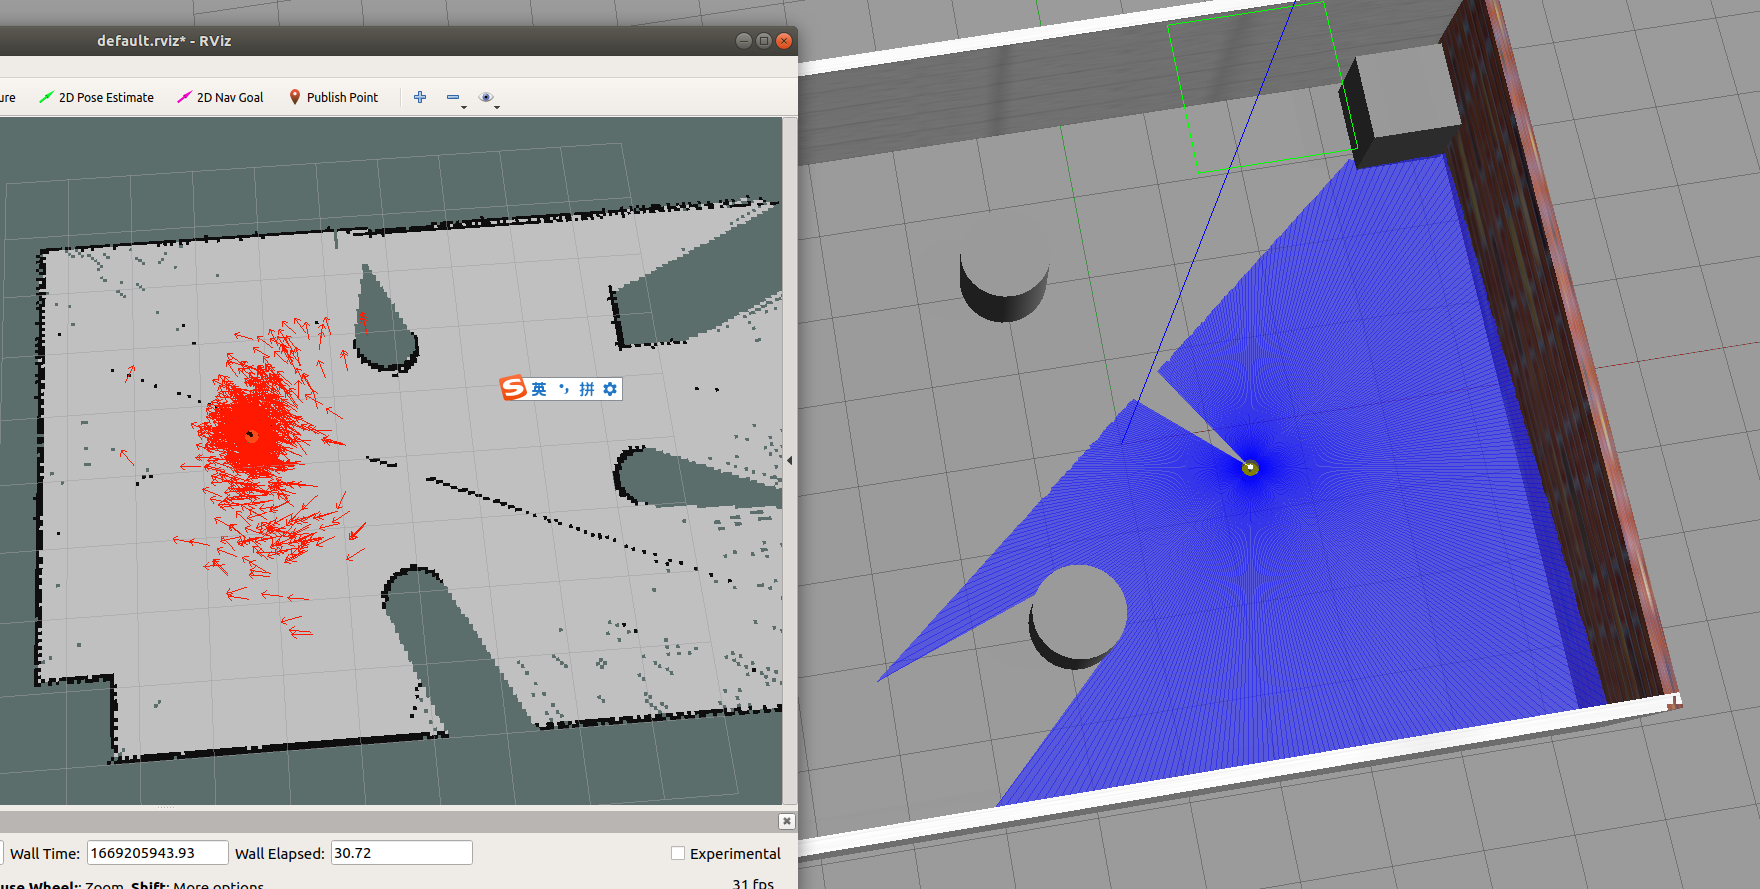 default.rviz* - RViz
ure 2D Pose Estimate 2D Nav Goal Publish Point
S 英 拼
Wall Time: 1669205943.93 Wall Elapsed: 30.72 Experimental
use Wheel:: Zoom. Shift: More options. 31 fps